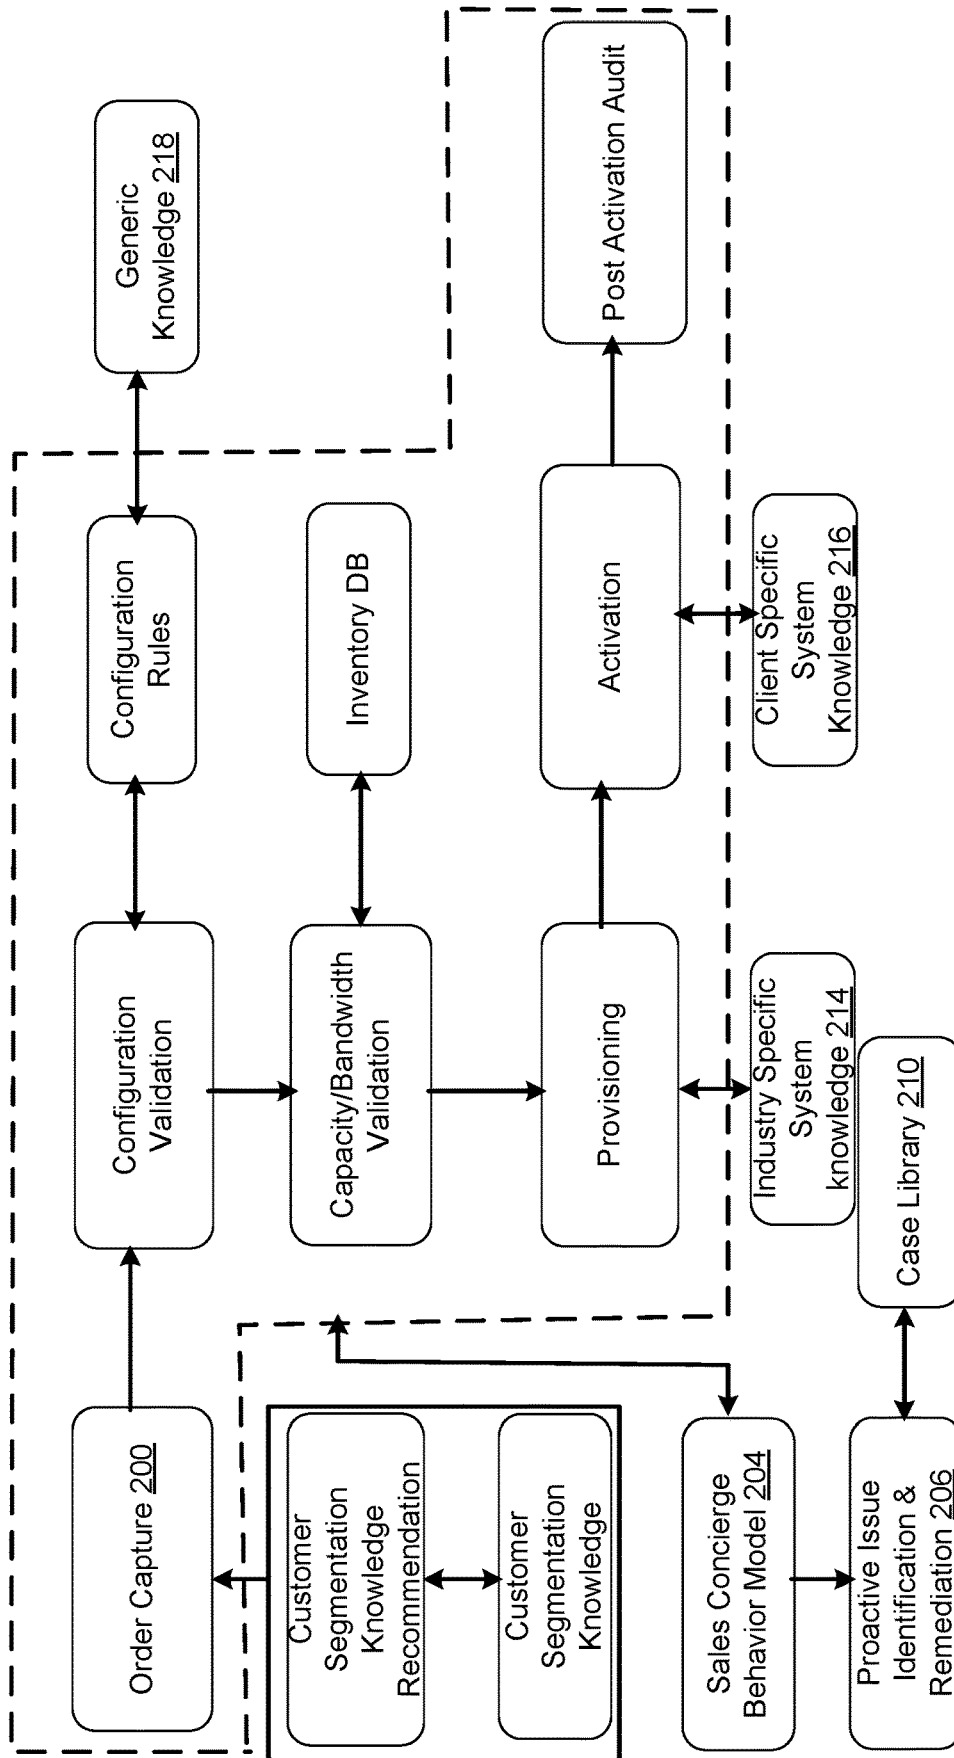 Order Capture 200
Configuration
Validation
Configuration
Rules
Generic
Knowledge 218
Customer
Segmentation
Knowledge
Recommendation
Capacity/Bandwidth
Validation
Inventory DB
Customer
Segmentation
Knowledge
Provisioning
Activation
Post Activation Audit
Sales Concierge
Behavior Model 204
Industry Specific
System
knowledge 214
Client Specific
System
Knowledge 216
Proactive Issue
Identification &
Remediation 206
Case Library 210